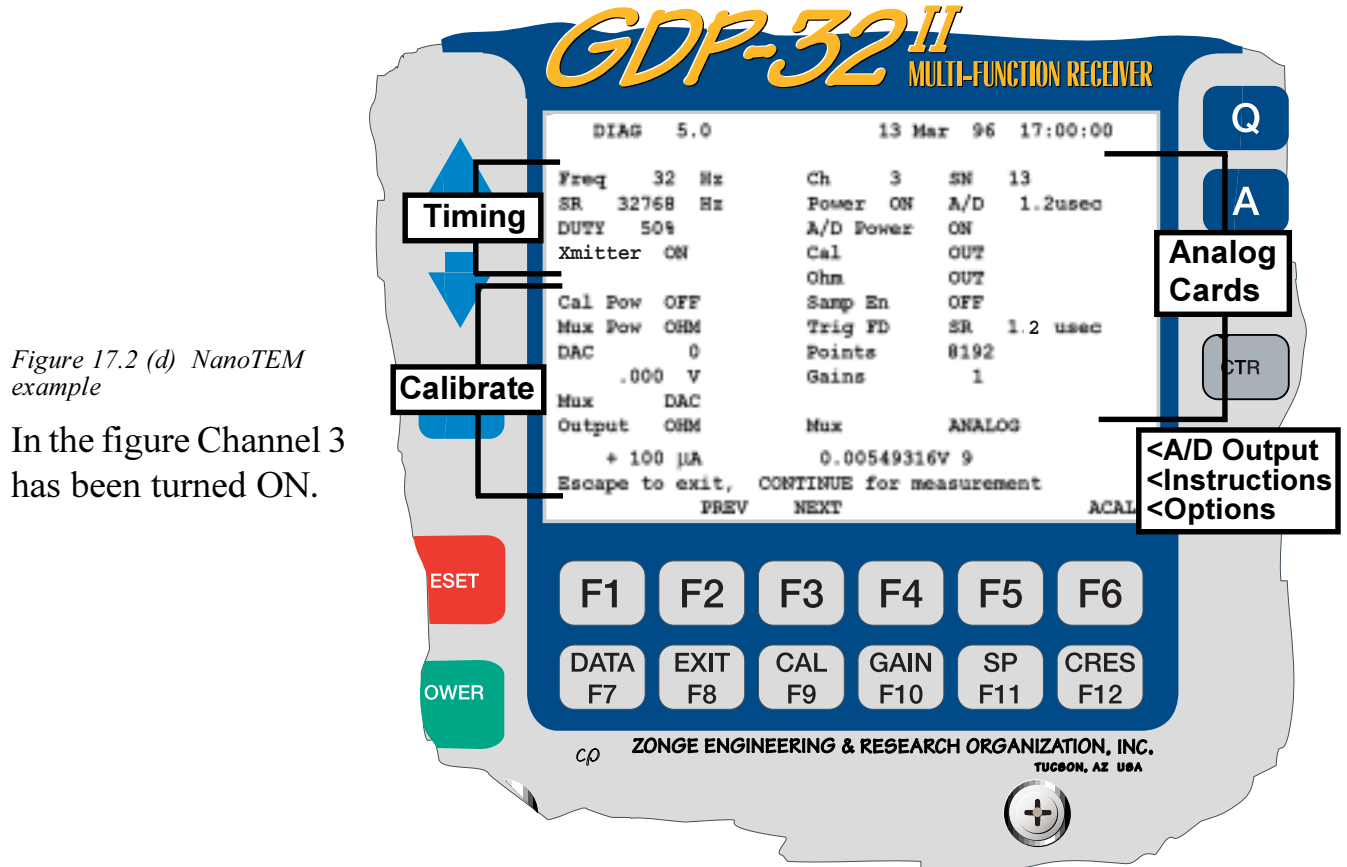 GDP-32 II
MULTI-FUNCTION RECEIVER
DIAG 5.0 13 Mar 96 17:00:00
Freq 32 Hz Ch 3 SN 13
SR 32768 Hz Power ON A/D 1.2usec
DUTY 50% A/D Power ON
Xmitter ON Cal OUT
Ohm OUT
Cal Pow OFF Samp En OFF
Mux Pow OHM Trig FD SR 1.2 usec
DAC 0 Points 8192
.000 V Gains 1
Mux DAC
Output OHM Mux ANALOG
+ 100 µA 0.00549316V 9
Escape to exit, CONTINUE for measurement
PREV NEXT ACAL
Timing
Calibrate
Analog
Cards
<A/D Output
<Instructions
<Options
Q
A
CTR
Figure 17.2 (d) NanoTEM
example
In the figure Channel 3
has been turned ON.
ESET
OWER
F1 F2 F3 F4 F5 F6
DATA EXIT CAL GAIN SP CRES
F7 F8 F9 F10 F11 F12
ZONGE ENGINEERING & RESEARCH ORGANIZATION, INC.
TUCSON, AZ USA